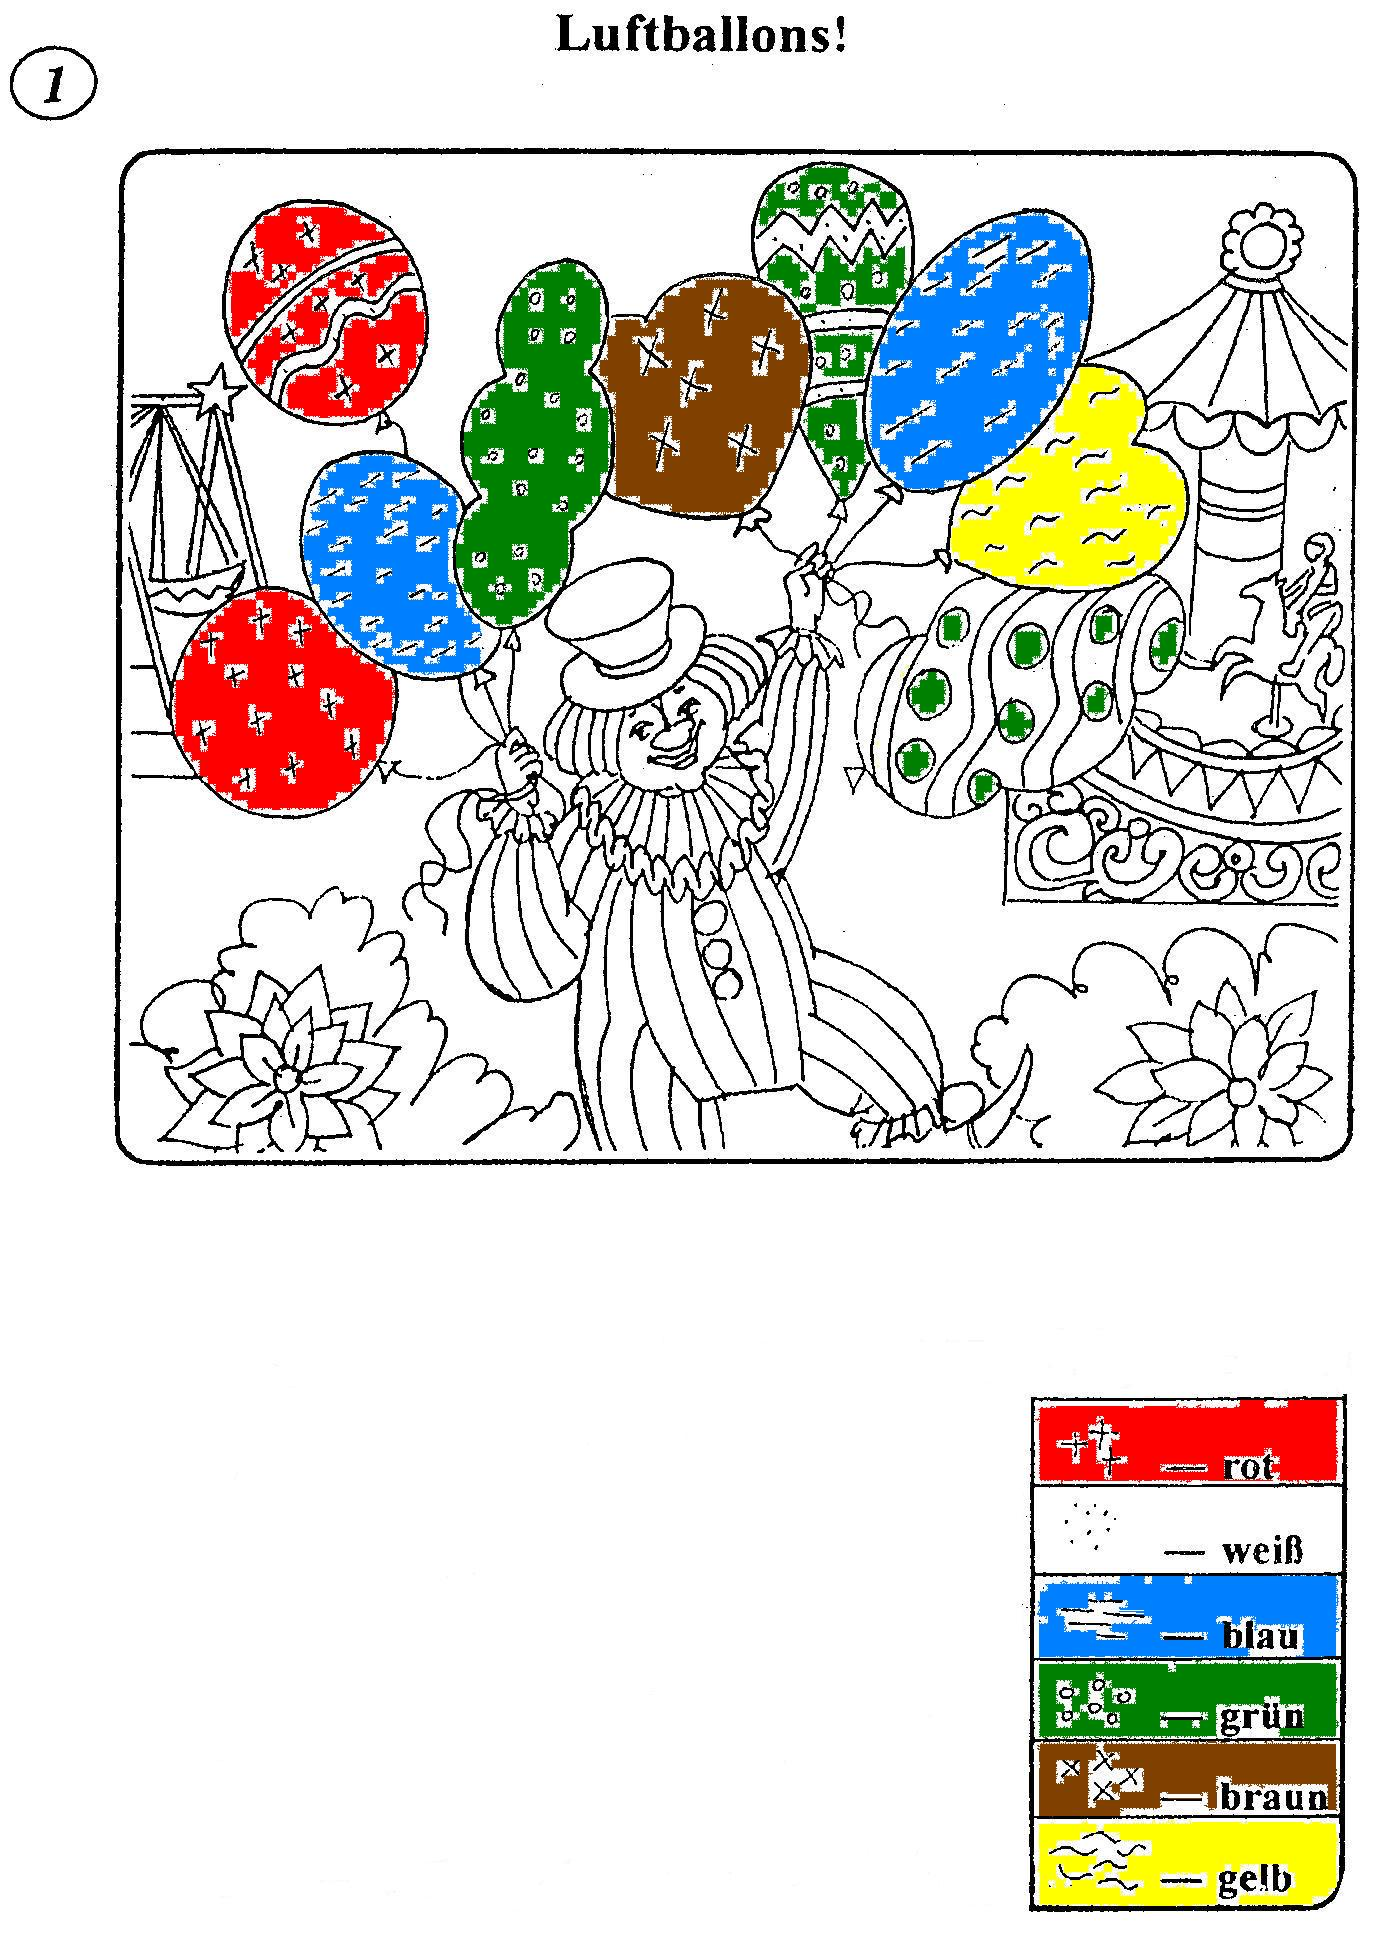 Luftballons!
1
— rot
— weiß
— blau
— grün
— braun
— gelb